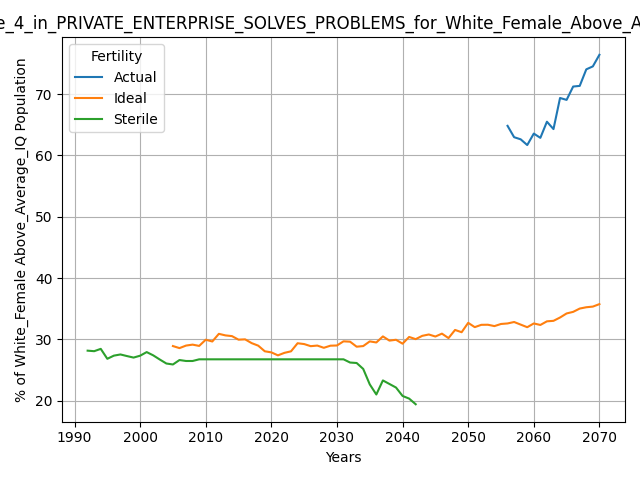 e_4_in_PRIVATE_ENTERPRISE_SOLVES_PROBLEMS_for_White_Female_Above_A
Fertility
Actual
Ideal
Sterile
% of White_Female Above_Average_IQ Population
70
60
50
40
30
20
1990 2000 2010 2020 2030 2040 2050 2060 2070
Years